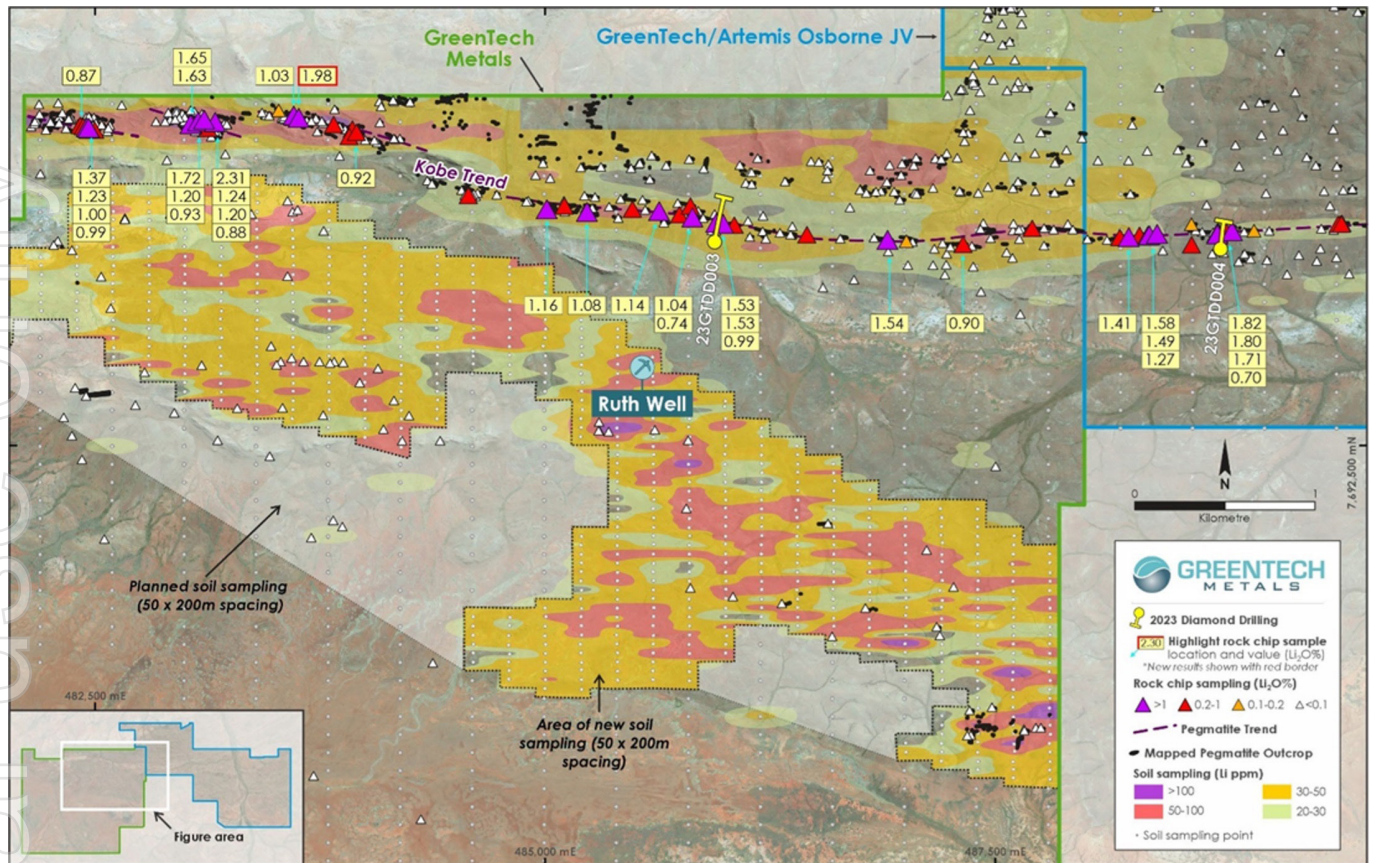 GreenTech
Metals
GreenTech/Artemis Osborne JV
0.87
1.65
1.63
1.03
1.98
1.37
1.23
1.00
0.99
1.72
1.20
0.93
2.31
1.24
1.20
0.88
0.92
Kobe Trend
1.16
1.08
1.14
1.04
0.74
23GTDD003
1.53
1.53
0.99
1.54
0.90
1.41
1.58
1.49
1.27
23GTDD004
1.82
1.80
1.71
0.70
Ruth Well
7,692,500 mN
N
0 1
Kilometre
Planned soil sampling
(50 x 200m spacing)
Area of new soil
sampling (50 x 200m
spacing)
482,500 mE
485,000 mE
487,500 mE
Figure area
GREENTECH
METALS
2023 Diamond Drilling
2.30 Highlight rock chip sample
location and value (Li₂O%)
*New results shown with red border
Rock chip sampling (Li₂O%)
>1 0.2-1 0.1-0.2 <0.1
Pegmatite Trend
Mapped Pegmatite Outcrop
Soil sampling (Li ppm)
>100 30-50
50-100 20-30
Soil sampling point